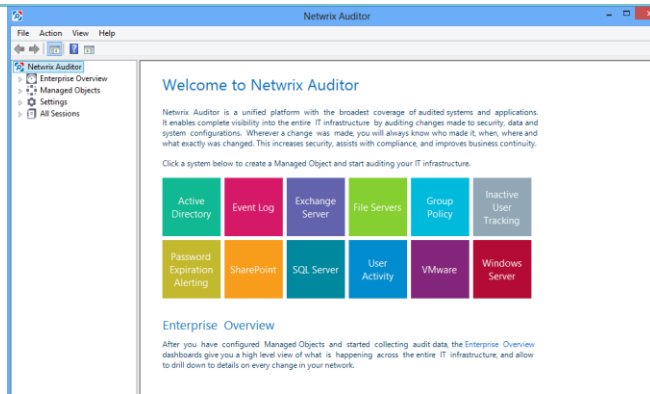 Netwrix Auditor
File Action View Help
Netwrix Auditor
Enterprise Overview
Managed Objects
Settings
All Sessions
Welcome to Netwrix Auditor
Netwrix Auditor is a unified platform with the broadest coverage of audited systems and applications.
It enables complete visibility into the entire IT infrastructure by auditing changes made to security, data and
system configurations. Wherever a change was made, you will always know who made it, when, where and
what exactly was changed. This increases security, assists with compliance, and improves business continuity.
Click a system below to create a Managed Object and start auditing your IT infrastructure.
Active
Directory
Event Log
Exchange
Server
File Servers
Group
Policy
Inactive
User
Tracking
Password
Expiration
Alerting
SharePoint
SQL Server
User
Activity
VMware
Windows
Server
Enterprise Overview
After you have configured Managed Objects and started collecting audit data, the Enterprise Overview
dashboards give you a high level view of what is happening across the entire IT infrastructure, and allow
to drill down to details on every change in your network.